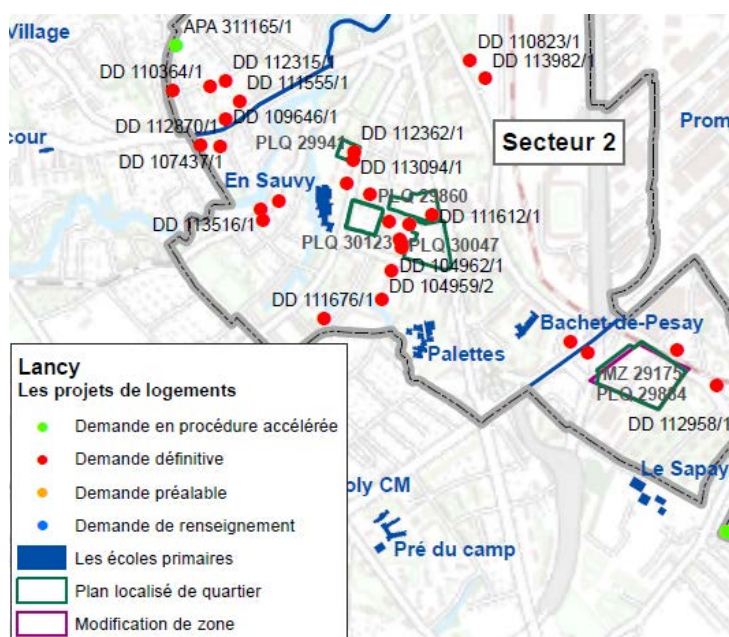 Village
APA 311165/1
DD 110364/1
DD 112315/1
DD 111555/1
DD 110823/1
DD 113982/1
DD 109646/1
DD 112870/1
DD 107437/1
cour
PLQ 2994
DD 112362/1
Secteur 2
Prom
DD 113094/1
En Sauvy
PLQ 29860
DD 113516/1
DD 111612/1
PLQ 30123
PLQ 30047
DD 104962/1
DD 104959/2
DD 111676/1
Bachet-de-Pesay
Palettes
MZ 29175
PLQ 29884
DD 112958/1
Le Sapay
oly CM
Pré du camp
Lancy
Les projets de logements
Demande en procédure accélérée
Demande définitive
Demande préalable
Demande de renseignement
Les écoles primaires
Plan localisé de quartier
Modification de zone